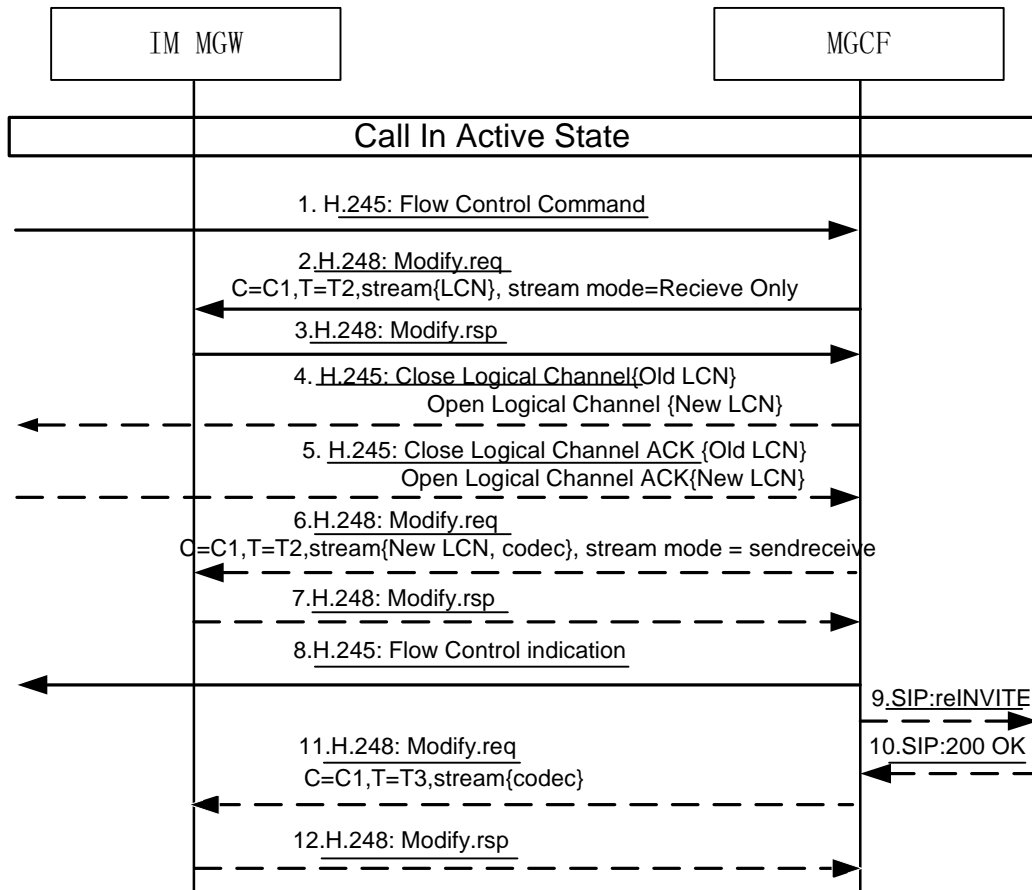 IM MGW
MGCF
Call In Active State
1. H.245: Flow Control Command
2.H.248: Modify.req
C=C1,T=T2,stream{LCN}, stream mode=Recieve Only
3.H.248: Modify.rsp
4. H.245: Close Logical Channel{Old LCN}
Open Logical Channel {New LCN}
5. H.245: Close Logical Channel ACK {Old LCN}
Open Logical Channel ACK{New LCN}
6.H.248: Modify.req
C=C1,T=T2,stream{New LCN, codec}, stream mode = sendreceive
7.H.248: Modify.rsp
8.H.245: Flow Control indication
9.SIP:reINVITE
10.SIP:200 OK
11.H.248: Modify.req
C=C1,T=T3,stream{codec}
12.H.248: Modify.rsp